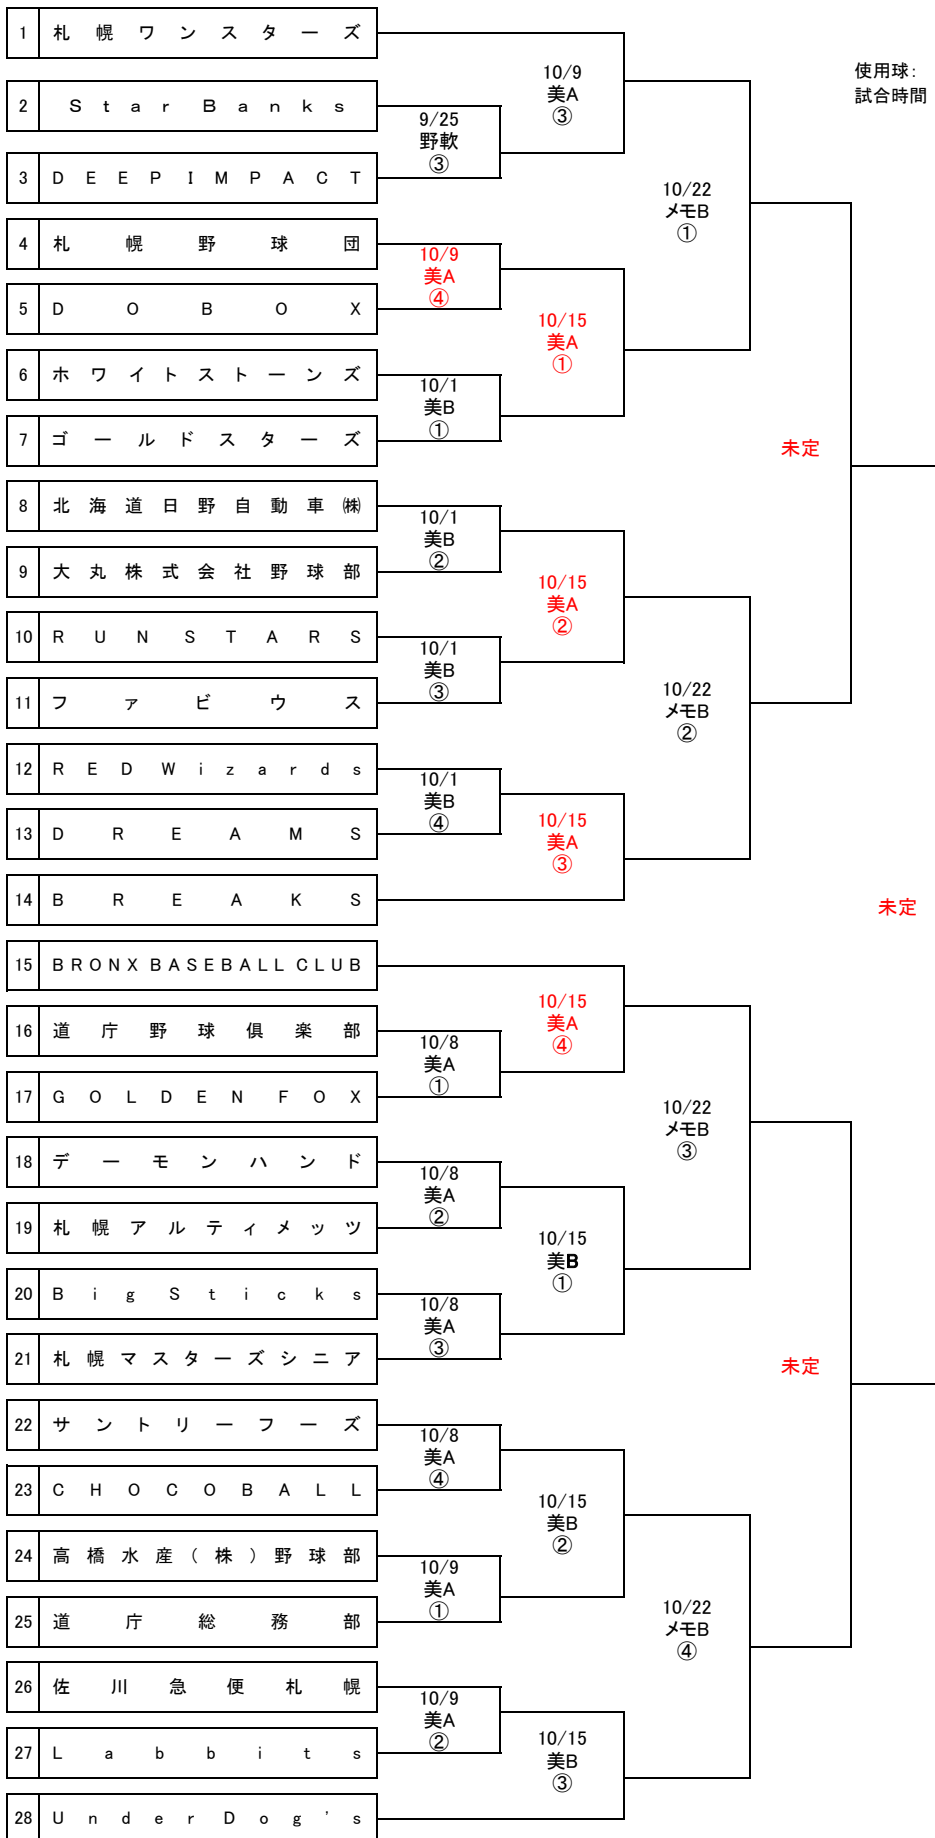 1 札幌ワンスターズ
2 Star Banks
3 DEEP IMPACT
4 札幌野球団
5 DOBOX
6 ホワイトストーンズ
7 ゴールドスターズ
8 北海道日野自動車㈱
9 大丸株式会社野球部
10 RUN STARS
11 ファビウス
12 RED Wizards
13 DREAMS
14 BREAKS
15 BRONX BASEBALL CLUB
16 道庁野球倶楽部
17 GOLDEN FOX
18 デーモンハンド
19 札幌アルティメッツ
20 Big Sticks
21 札幌マスターズシニア
22 サントリーフーズ
23 CHOCOBALL
24 高橋水産(株)野球部
25 道庁総務部
26 佐川急便札幌
27 Labbits
28 Under Dog's
9/25
野軟
③
10/9
美A
④
10/1
美B
①
10/1
美B
②
10/1
美B
③
10/1
美B
④
10/8
美A
①
10/8
美A
②
10/8
美A
③
10/8
美A
④
10/9
美A
①
10/9
美A
②
10/9
美A
③
10/15
美A
①
10/15
美A
②
10/15
美A
③
10/15
美A
④
10/15
美B
①
10/15
美B
②
10/15
美B
③
10/22
メモB
①
10/22
メモB
②
10/22
メモB
③
10/22
メモB
④
未定
未定
使用球:
試合時間
未定